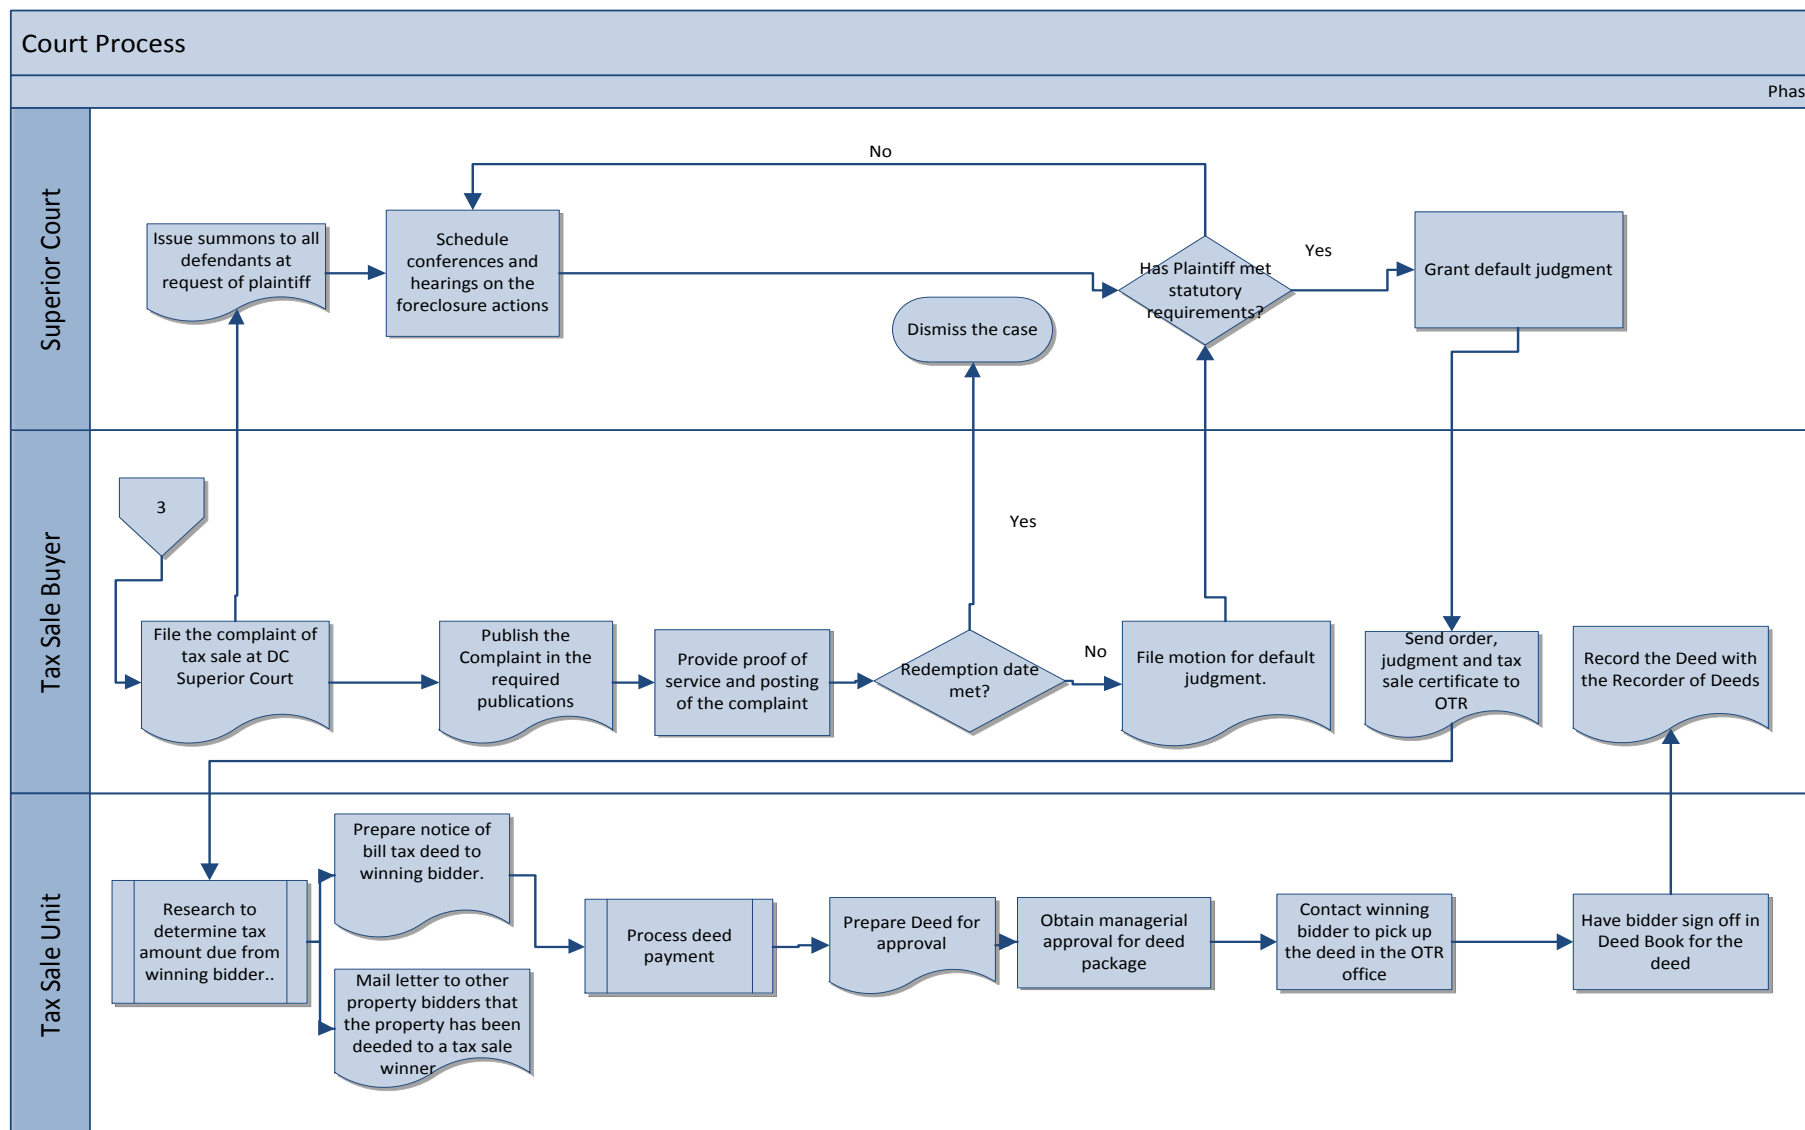 Court Process
Phas
Superior Court
No
Issue summons to all
defendants at
request of plaintiff
Schedule
conferences and
hearings on the
foreclosure actions
Dismiss the case
Has Plaintiff met
statutory
requirements?
Yes
Grant default judgment
Tax Sale Buyer
3
Yes
File the complaint of
tax sale at DC
Superior Court
Publish the
Complaint in the
required
publications
Provide proof of
service and posting
of the complaint
Redemption date
met?
No
File motion for default
judgment.
Send order,
judgment and tax
sale certificate to
OTR
Record the Deed with
the Recorder of Deeds
Tax Sale Unit
Research to
determine tax
amount due from
winning bidder..
Prepare notice of
bill tax deed to
winning bidder.
Mail letter to other
property bidders that
the property has been
deeded to a tax sale
winner
Process deed
payment
Prepare Deed for
approval
Obtain managerial
approval for deed
package
Contact winning
bidder to pick up
the deed in the OTR
office
Have bidder sign off in
Deed Book for the
deed